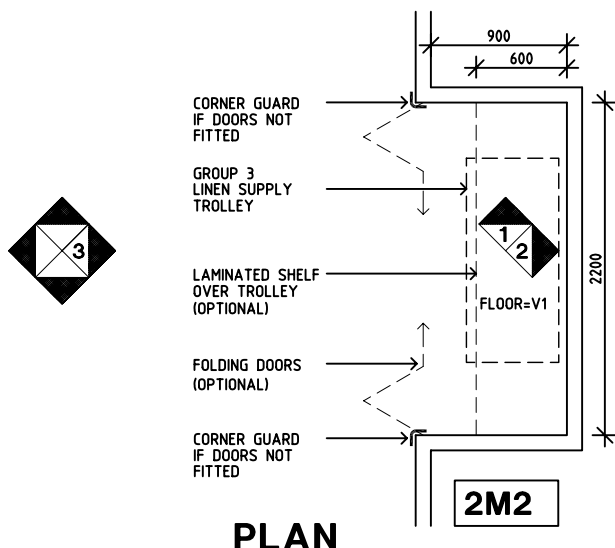 900
600
CORNER GUARD
IF DOORS NOT
FITTED
GROUP 3
LINEN SUPPLY
TROLLEY
1
2
3
2200
LAMINATED SHELF
OVER TROLLEY
(OPTIONAL)
FLOOR=V1
FOLDING DOORS
(OPTIONAL)
CORNER GUARD
IF DOORS NOT
FITTED
2M2
PLAN